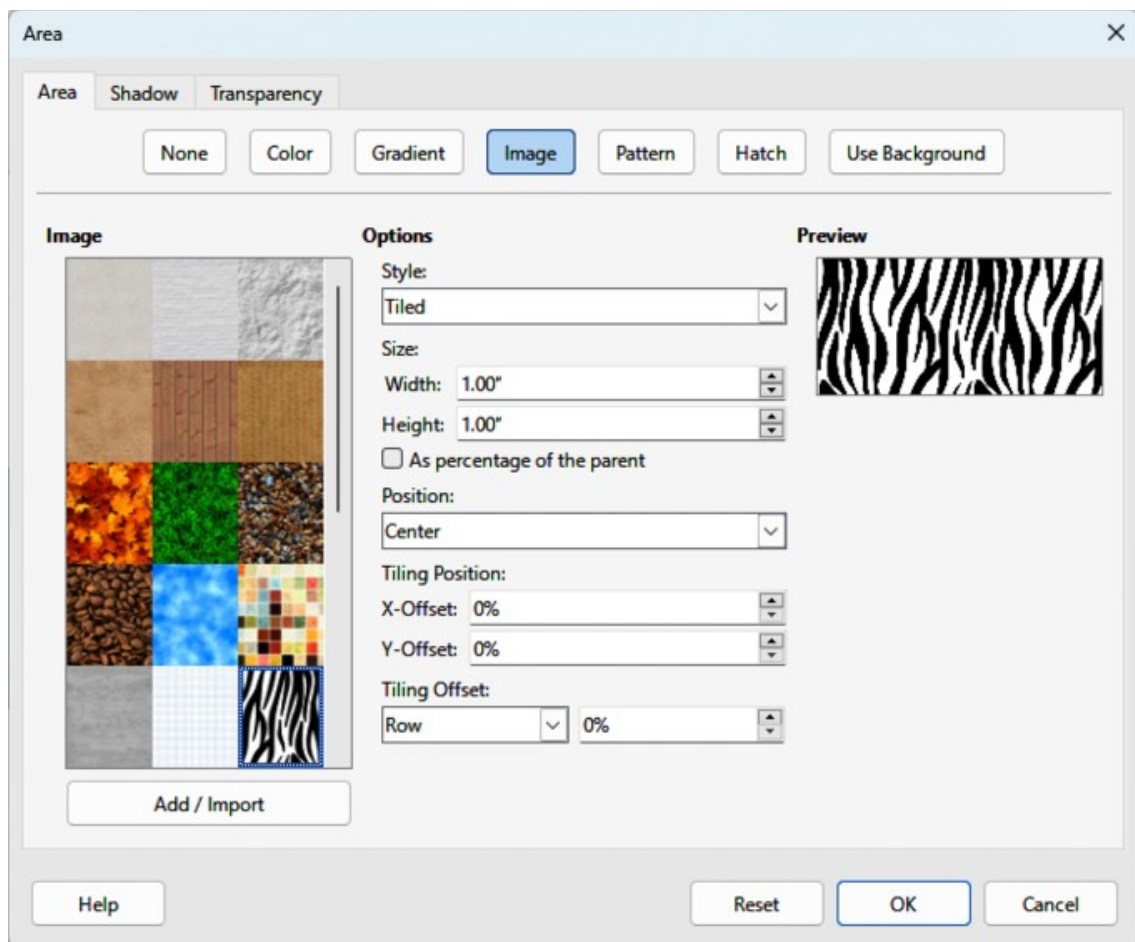 Area
Area Shadow Transparency
None Color Gradient Image Pattern Hatch Use Background
Image
Options
Style:
Tiled
Size:
Width: 1.00"
Height: 1.00"
As percentage of the parent
Position:
Center
Tiling Position:
X-Offset: 0%
Y-Offset: 0%
Tiling Offset:
Row 0%
Preview
Add / Import
Help Reset OK Cancel